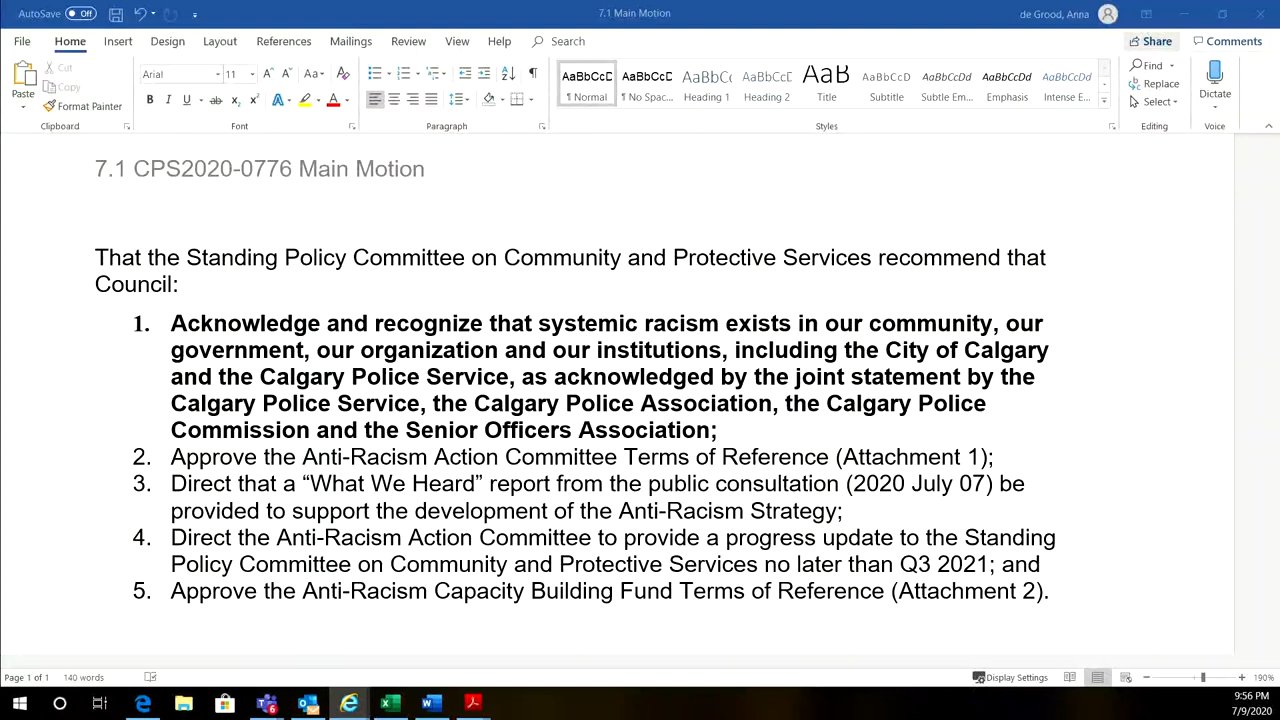 AutoSave Off 7.1 Main Motion de Grood, Anna
File Home Insert Design Layout References Mailings Review View Help Search Share Comments
Paste Cut Copy Format Painter Clipboard
Arial 11 Aa B I U ab x₂ x² A A Font
Paragraph
AaBbCcD AaBbCcD AaBbC( AaBbCcD AaB AaBbCcD AaBbCcDd AaBbCcDd AaBbCcDd
¶ Normal ¶ No Spac... Heading 1 Heading 2 Title Subtitle Subtle Em... Emphasis Intense E...
Styles
Find Replace Select Editing
Dictate Voice
7.1 CPS2020-0776 Main Motion
That the Standing Policy Committee on Community and Protective Services recommend that
Council:
1. Acknowledge and recognize that systemic racism exists in our community, our
government, our organization and our institutions, including the City of Calgary
and the Calgary Police Service, as acknowledged by the joint statement by the
Calgary Police Service, the Calgary Police Association, the Calgary Police
Commission and the Senior Officers Association;
2. Approve the Anti-Racism Action Committee Terms of Reference (Attachment 1);
3. Direct that a “What We Heard” report from the public consultation (2020 July 07) be
provided to support the development of the Anti-Racism Strategy;
4. Direct the Anti-Racism Action Committee to provide a progress update to the Standing
Policy Committee on Community and Protective Services no later than Q3 2021; and
5. Approve the Anti-Racism Capacity Building Fund Terms of Reference (Attachment 2).
Page 1 of 1 140 words Display Settings 190%
9:56 PM
7/9/2020